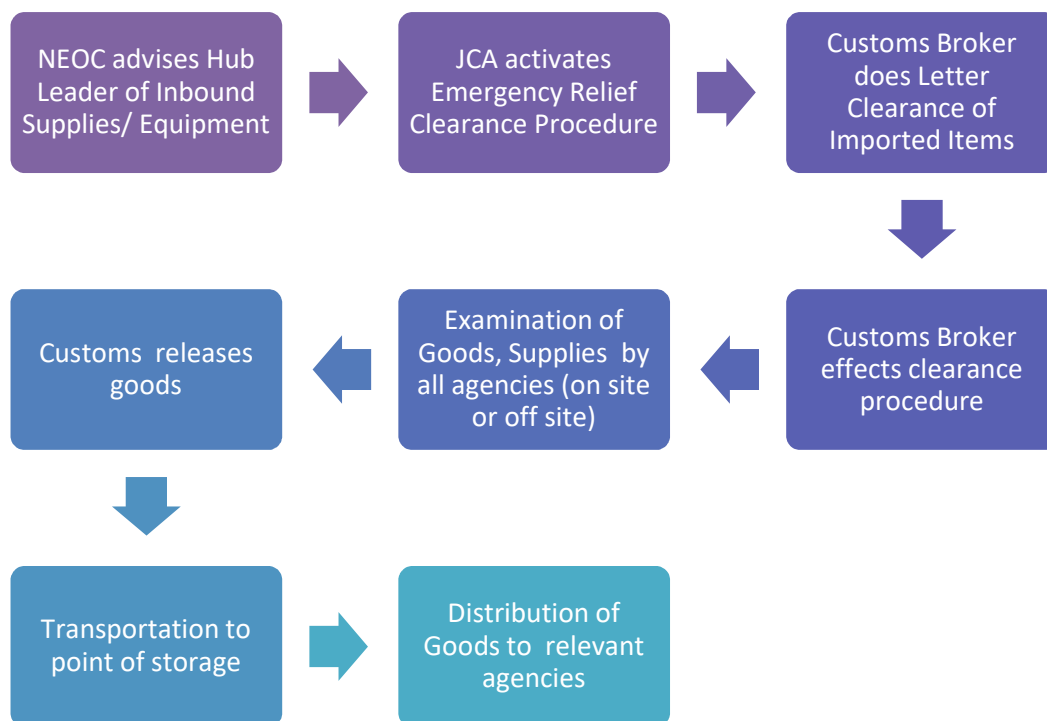 NEOC advises Hub
Leader of Inbound
Supplies/ Equipment
JCA activates
Emergency Relief
Clearance Procedure
Customs Broker
does Letter
Clearance of
Imported Items
Customs Broker
effects clearance
procedure
Examination of
Goods, Supplies by
all agencies (on site
or off site)
Customs releases
goods
Transportation to
point of storage
Distribution of
Goods to relevant
agencies